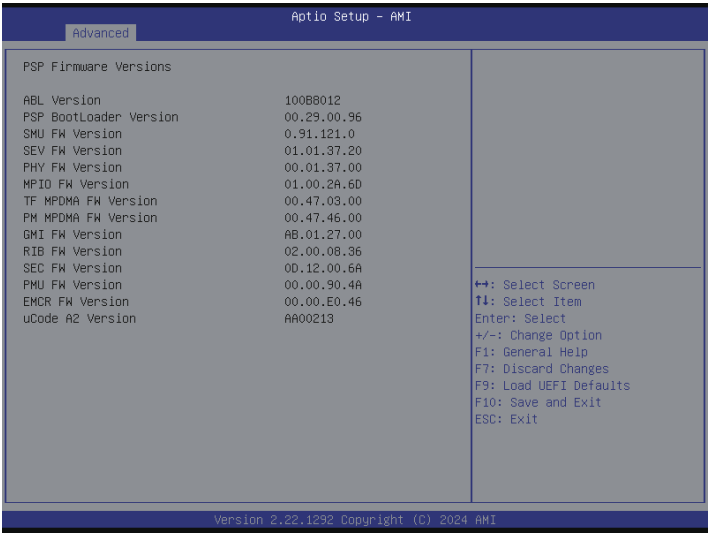 Aptio Setup – AMI
Advanced
PSP Firmware Versions
ABL Version 100B8012
PSP BootLoader Version 00.29.00.96
SMU FW Version 0.91.121.0
SEV FW Version 01.01.37.20
PHY FW Version 00.01.37.00
MPIO FW Version 01.00.2A.6D
TF MPDMA FW Version 00.47.03.00
PM MPDMA FW Version 00.47.46.00
GMI FW Version AB.01.27.00
RIB FW Version 02.00.08.36
SEC FW Version 0D.12.00.6A
PMU FW Version 00.00.90.4A
EMCR FW Version 00.00.E0.46
uCode A2 Version AA00213
↔: Select Screen
↑↓: Select Item
Enter: Select
+/-: Change Option
F1: General Help
F7: Discard Changes
F9: Load UEFI Defaults
F10: Save and Exit
ESC: Exit
Version 2.22.1292 Copyright (C) 2024 AMI